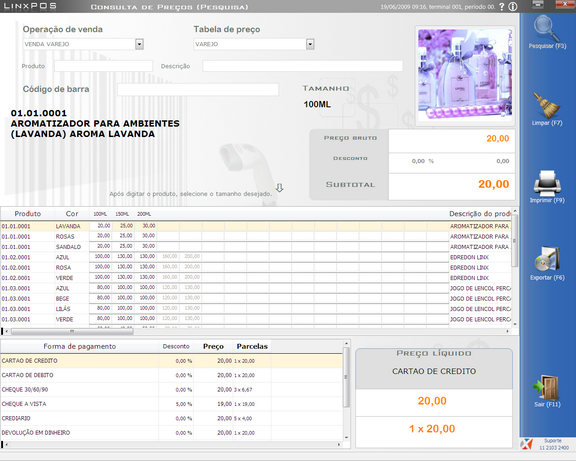 LINXPOS CONSULTA DE PREÇOS (PESQUISA) 19/06/2009 09:16, terminal 001, período 00. ?
Operação de venda Tabela de preço
VENDA VAREJO VAREJO
Produto Descrição
Código de barra TAMANHO
100ML
01.01.0001
AROMATIZADOR PARA AMBIENTES
(LAVANDA) AROMA LAVANDA
PREÇO BRUTO 20,00
DESCONTO 0,00 % 0,00
SUBTOTAL 20,00
Após digitar o produto, selecione o tamanho desejado.
Produto Cor 100ML 150ML 200ML Descrição do produ
01.01.0001 LAVANDA 20,00 25,00 30,00 AROMATIZADOR PARA
01.01.0001 ROSAS 20,00 25,00 30,00 AROMATIZADOR PARA
01.01.0001 SANDALO 20,00 25,00 30,00 AROMATIZADOR PARA
01.02.0001 AZUL 100,00 130,00 130,00 160,00 200,00 EDREDON LINX
01.02.0001 ROSA 100,00 130,00 130,00 160,00 200,00 EDREDON LINX
01.02.0001 VERDE 100,00 130,00 130,00 160,00 200,00 EDREDON LINX
01.03.0001 AZUL 80,00 100,00 100,00 120,00 140,00 JOGO DE LENCOL PERCA
01.03.0001 BEGE 80,00 100,00 100,00 120,00 140,00 JOGO DE LENCOL PERCA
01.03.0001 LILÁS 80,00 100,00 100,00 120,00 140,00 JOGO DE LENCOL PERCA
01.03.0001 VERDE 80,00 100,00 100,00 120,00 140,00 JOGO DE LENCOL PERCA
Forma de pagamento Desconto Preço Parcelas
CARTAO DE CREDITO 0,00 % 20,00 1 x 20,00
CARTAO DE DEBITO 0,00 % 20,00 1 x 20,00
CHEQUE 30/60/90 0,00 % 20,00 3 x 6,67
CHEQUE A VISTA 5,00 % 19,00 1 x 19,00
CREDIARIO 0,00 % 20,00 5 x 4,00
DEVOLUÇÃO EM DINHEIRO 0,00 % 20,00 1 x 20,00
PREÇO LÍQUIDO
CARTAO DE CREDITO
20,00
1 x 20,00
Pesquisar (F3)
Limpar (F7)
Imprimir (F9)
Exportar (F6)
Sair (F11)
Suporte
11 2103 2400